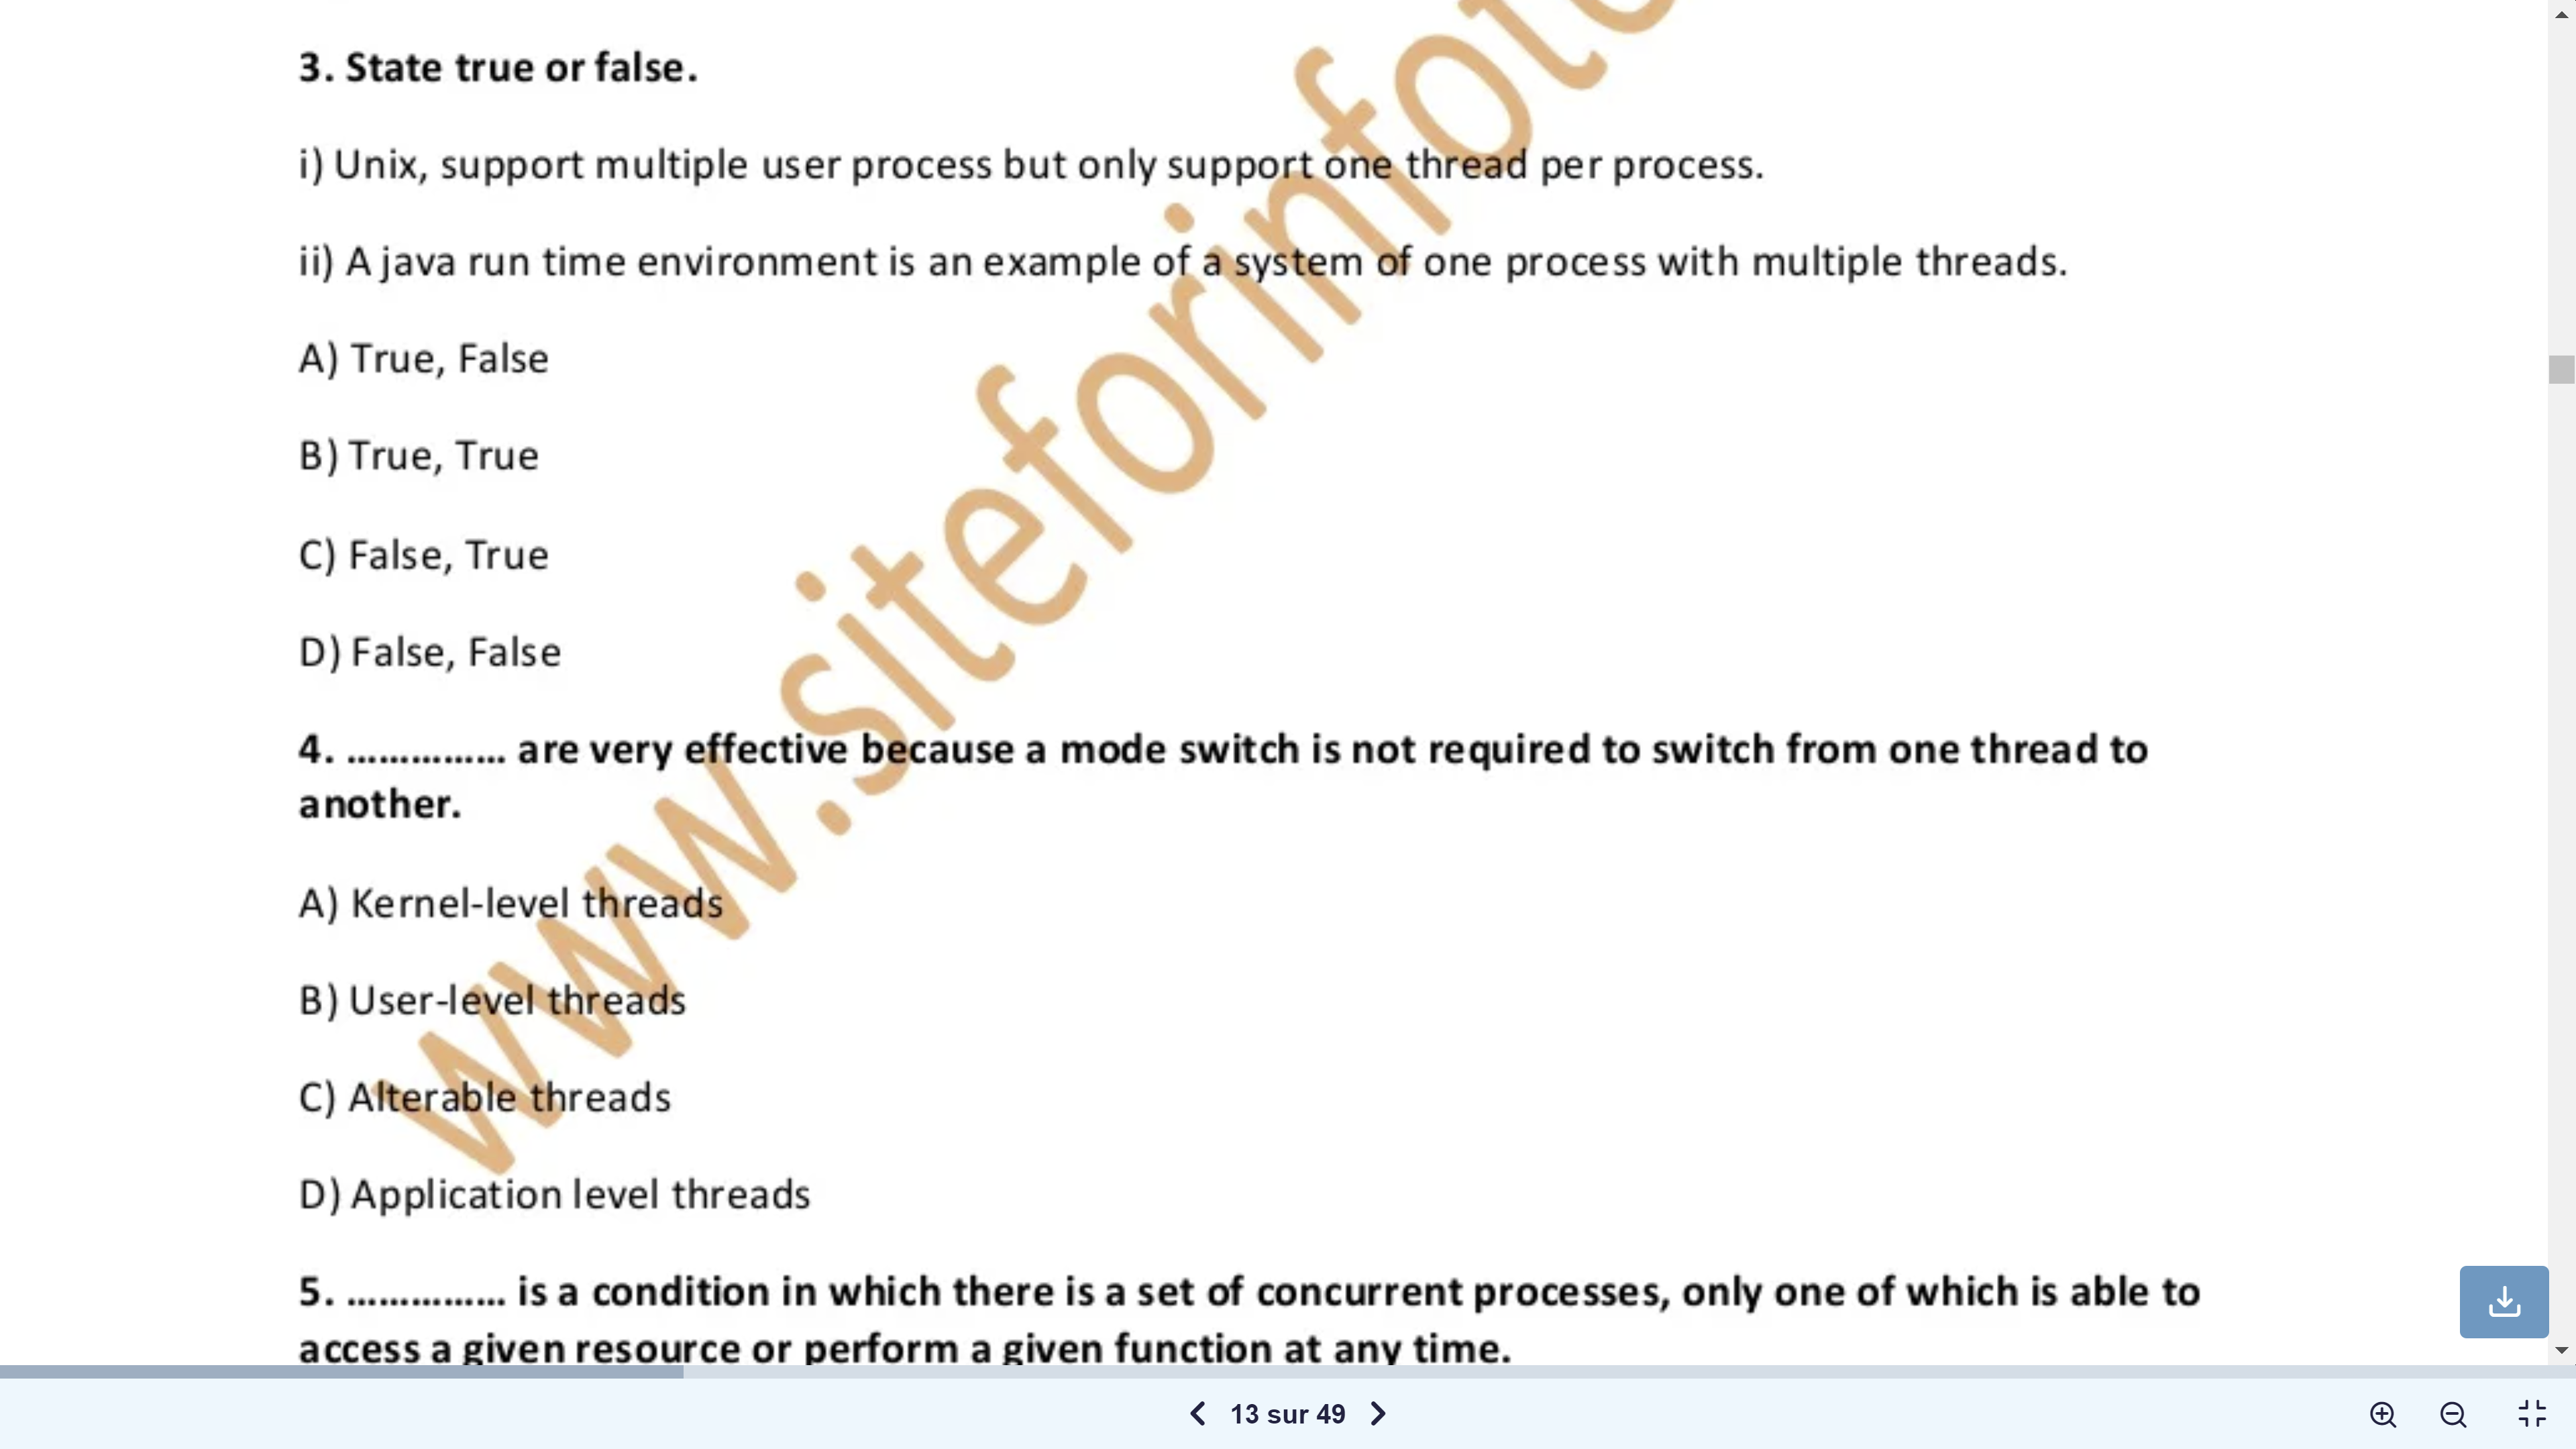 3. State true or false.
i) Unix, support multiple user process but only support one thread per process.
ii) A java run time environment is an example of a system of one process with multiple threads.
A) True, False
B) True, True
C) False, True
D) False, False
4. ............... are very effective because a mode switch is not required to switch from one thread to
another.
A) Kernel-level threads
B) User-level threads
C) Alterable threads
D) Application level threads
5. ............... is a condition in which there is a set of concurrent processes, only one of which is able to
access a given resource or perform a given function at any time.
www.siteforinfote
13 sur 49